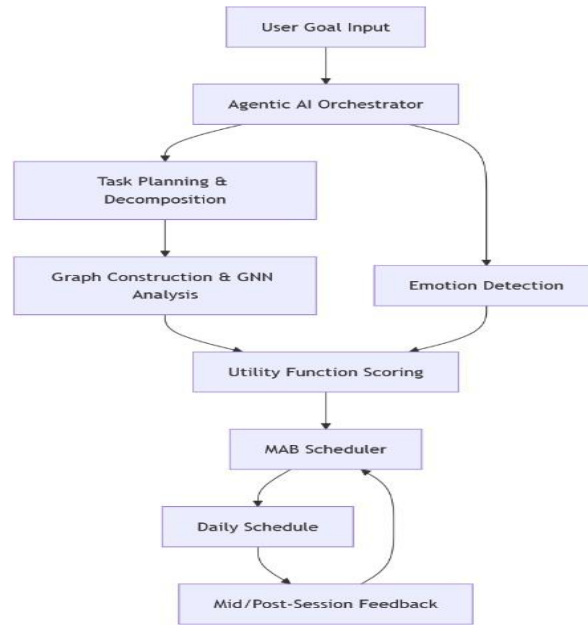 User Goal Input
Agentic AI Orchestrator
Task Planning &
Decomposition
Graph Construction & GNN
Analysis
Emotion Detection
Utility Function Scoring
MAB Scheduler
Daily Schedule
Mid/Post-Session Feedback